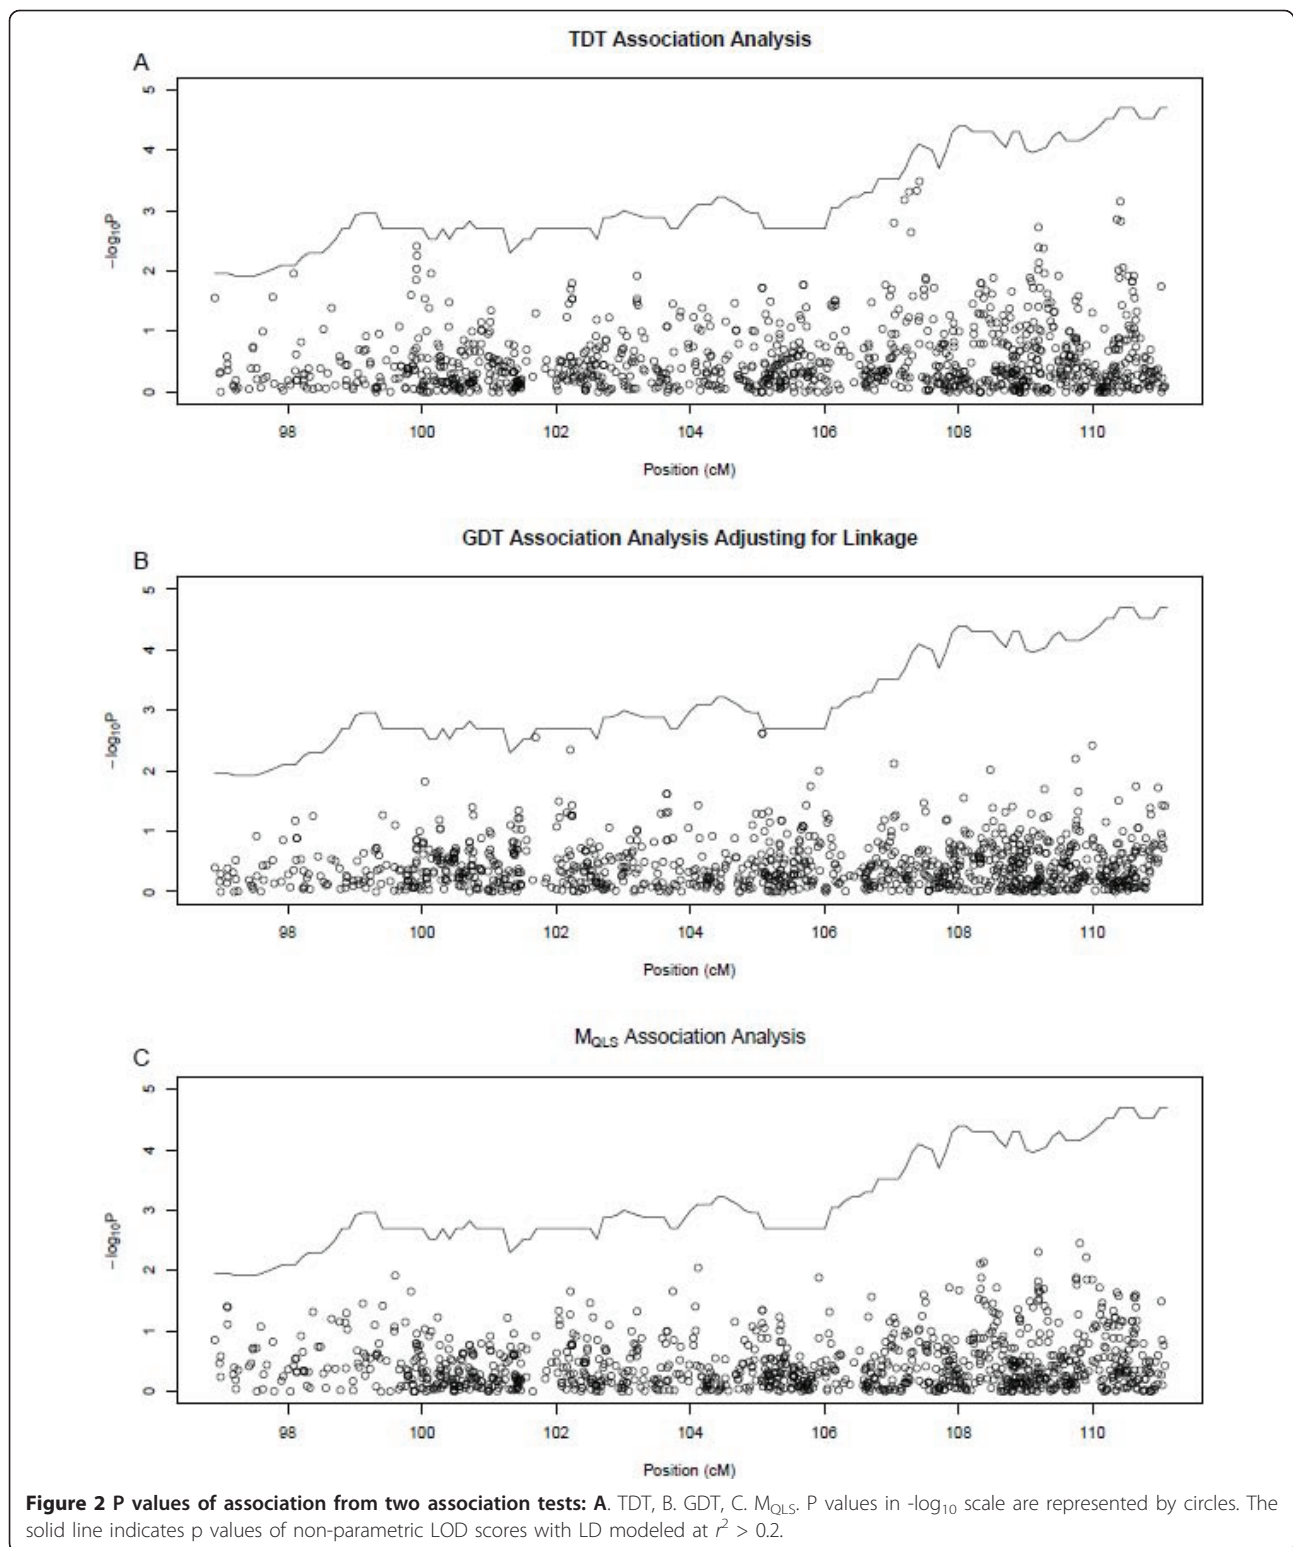 TDT Association Analysis
A
5
4
3
2
1
0
-log10P
98 100 102 104 106 108 110
Position (cM)
GDT Association Analysis Adjusting for Linkage
B
5
4
3
2
1
0
-log10P
98 100 102 104 106 108 110
Position (cM)
MQLS Association Analysis
C
5
4
3
2
1
0
-log10P
98 100 102 104 106 108 110
Position (cM)
Figure 2 P values of association from two association tests: A. TDT, B. GDT, C. MQLS. P values in -log10 scale are represented by circles. The
solid line indicates p values of non-parametric LOD scores with LD modeled at r² > 0.2.